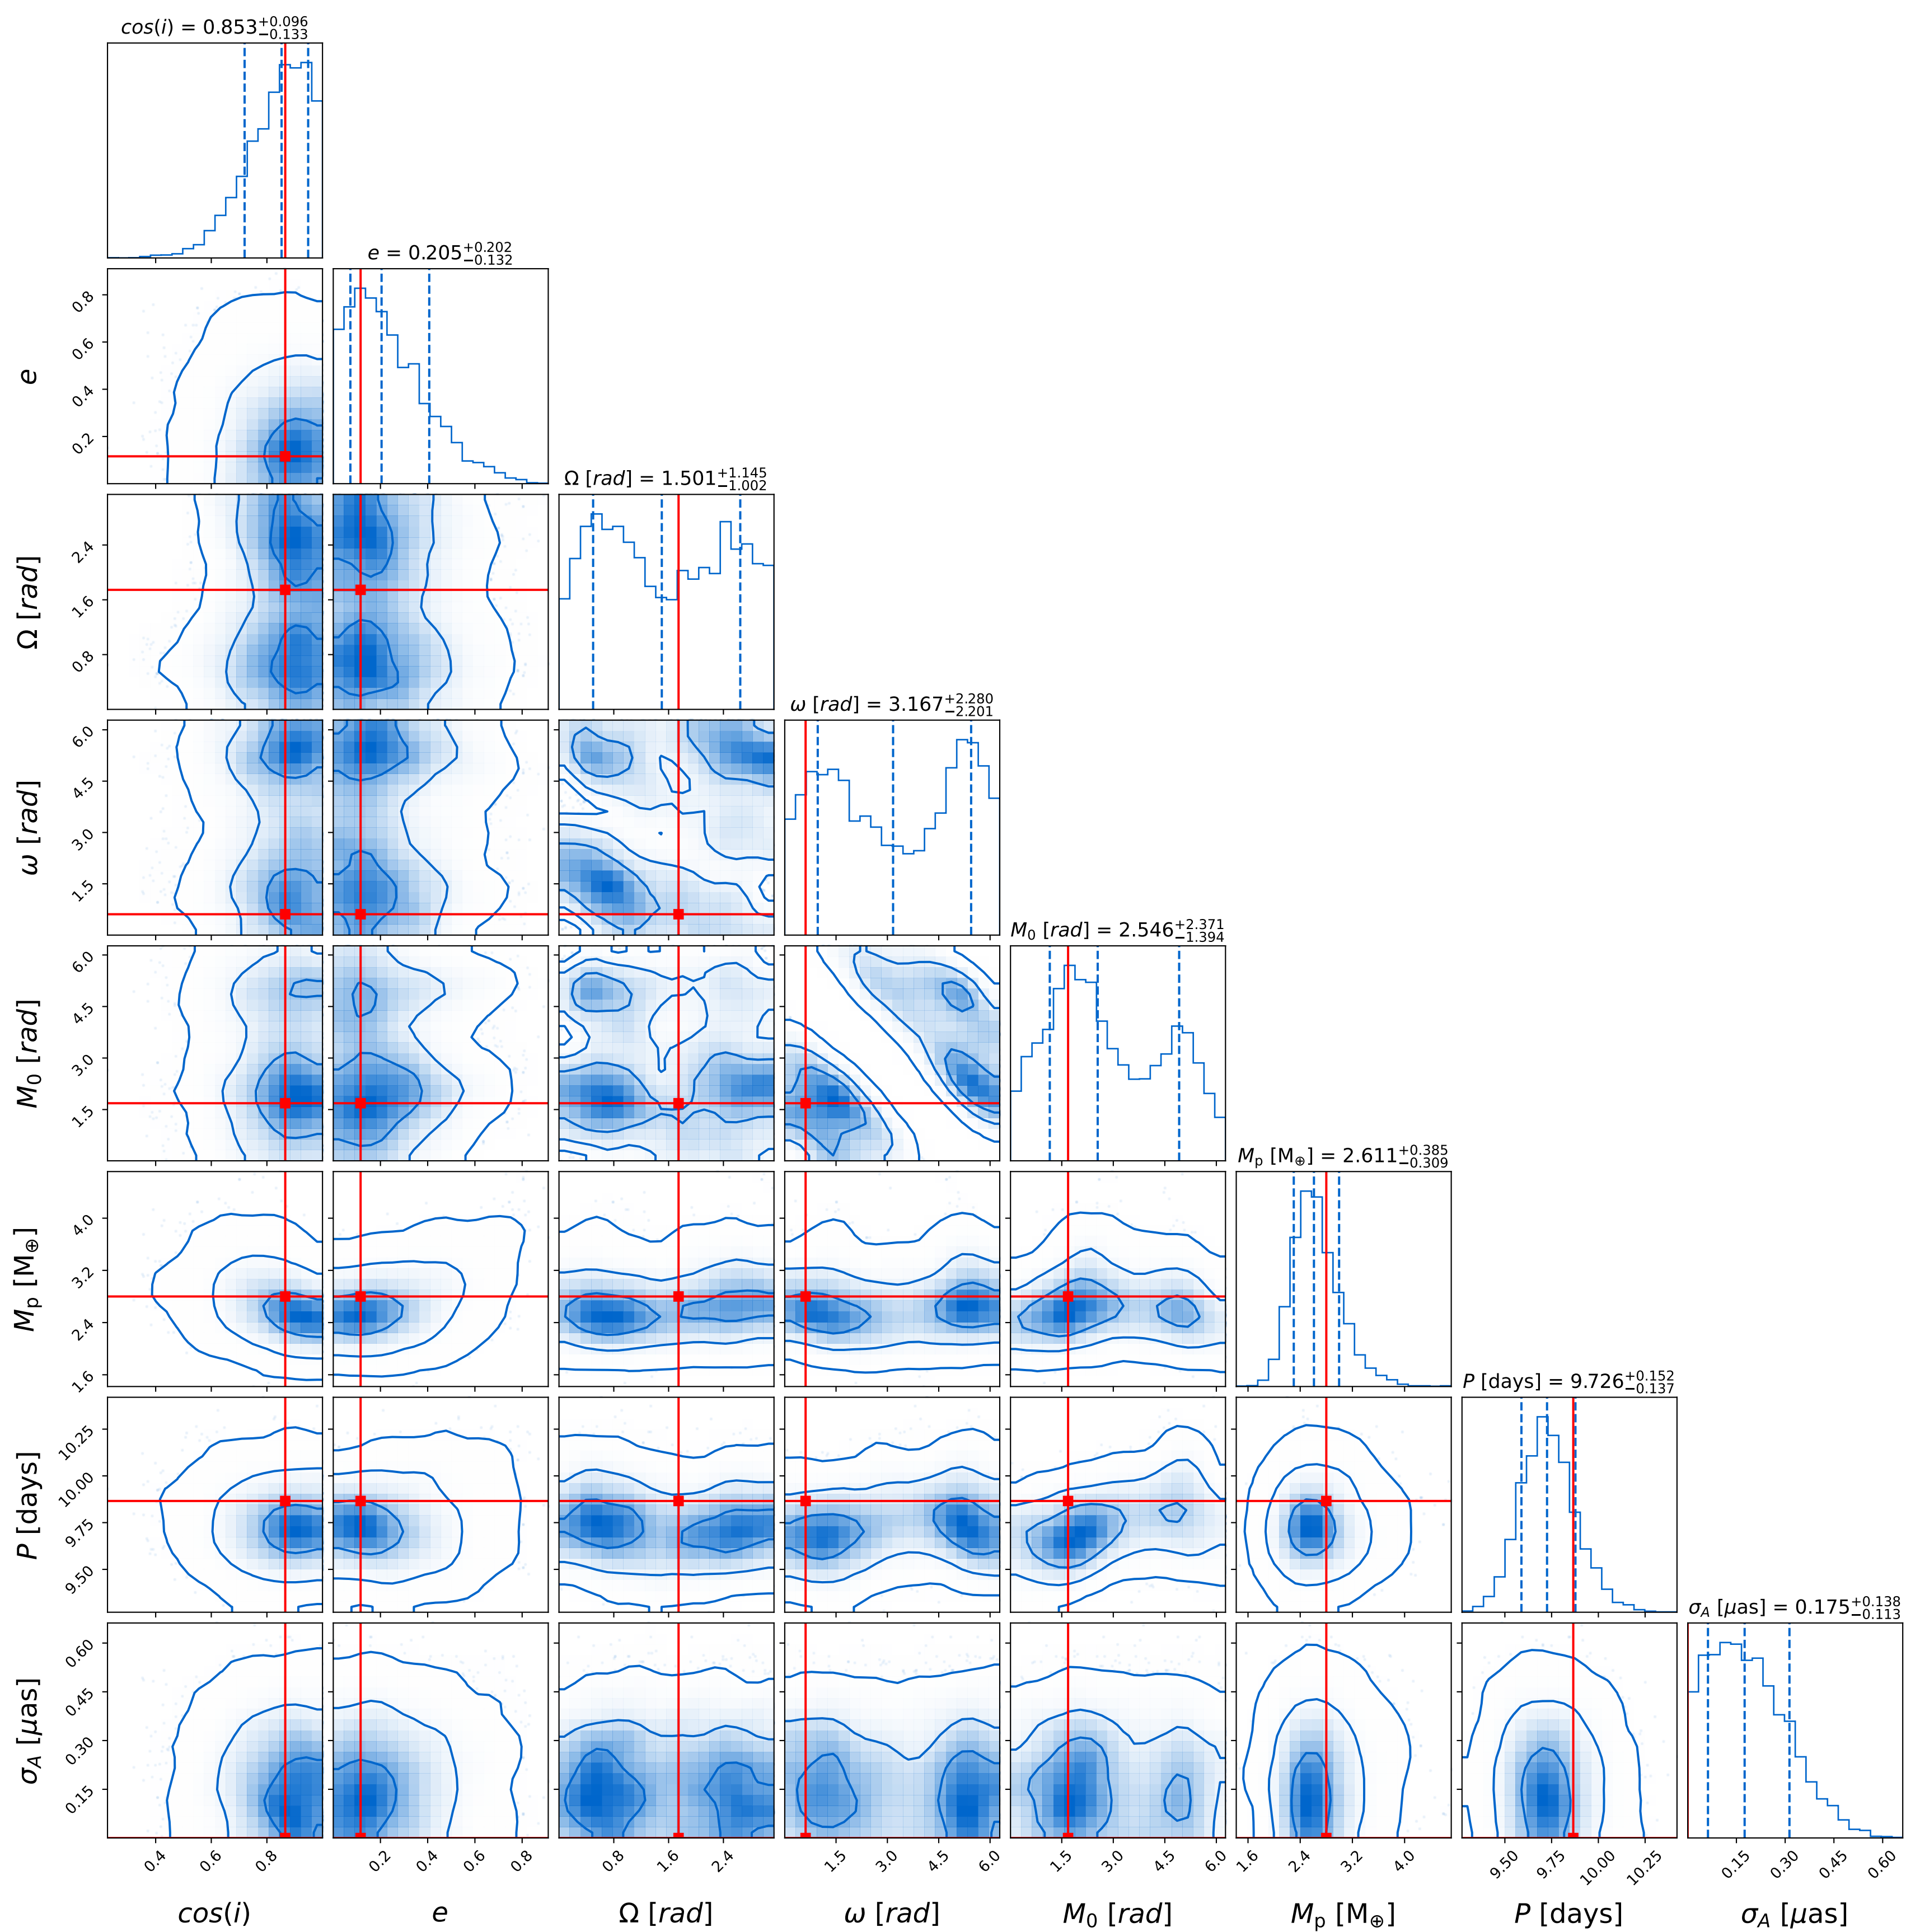 cos(i) = 0.853+0.096 −0.133
e = 0.205+0.202 −0.132
0.8
0.6
0.4
0.2
e
Ω [rad] = 1.501+1.145 −1.002
2.4
1.6
0.8
Ω [rad]
ω [rad] = 3.167+2.280 −2.201
6.0
4.5
3.0
1.5
ω [rad]
M0 [rad] = 2.546+2.371 −1.394
6.0
4.5
3.0
1.5
M0 [rad]
Mp [M⊕] = 2.611+0.385 −0.309
4.0
3.2
2.4
1.6
Mp [M⊕]
P [days] = 9.726+0.152 −0.137
10.25
10.00
9.75
9.50
P [days]
σA [μas] = 0.175+0.138 −0.113
0.60
0.45
0.30
0.15
σA [μas]
0.4 0.6 0.8 0.2 0.4 0.6 0.8 0.8 1.6 2.4 1.5 3.0 4.5 6.0 1.5 3.0 4.5 6.0 1.6 2.4 3.2 4.0 9.50 9.75 10.00 10.25 0.15 0.30 0.45 0.60
cos(i) e Ω [rad] ω [rad] M0 [rad] Mp [M⊕] P [days] σA [μas]